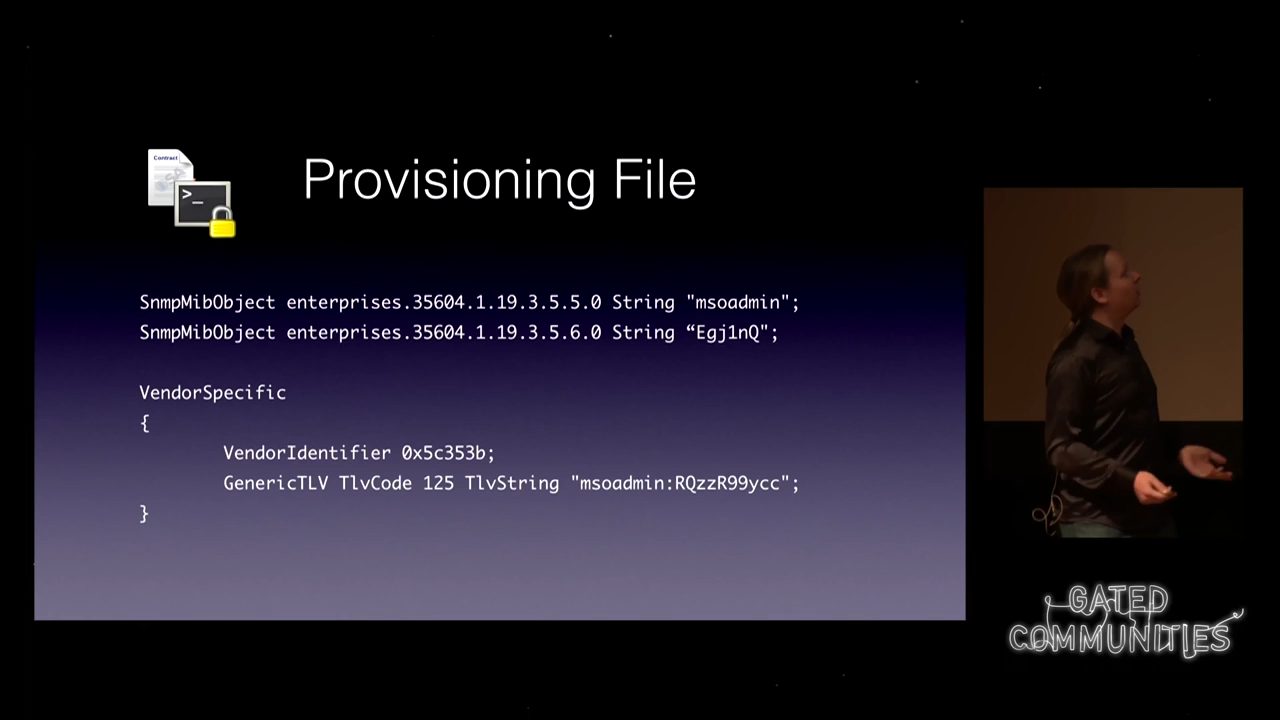 Contract
>_
Provisioning File
SnmpMibObject enterprises.35604.1.19.3.5.5.0 String "msoadmin";
SnmpMibObject enterprises.35604.1.19.3.5.6.0 String “Egj1nQ";
VendorSpecific
{
VendorIdentifier 0x5c353b;
GenericTLV TlvCode 125 TlvString "msoadmin:RQzzR99ycc";
}
GATED
COMMUNITIES